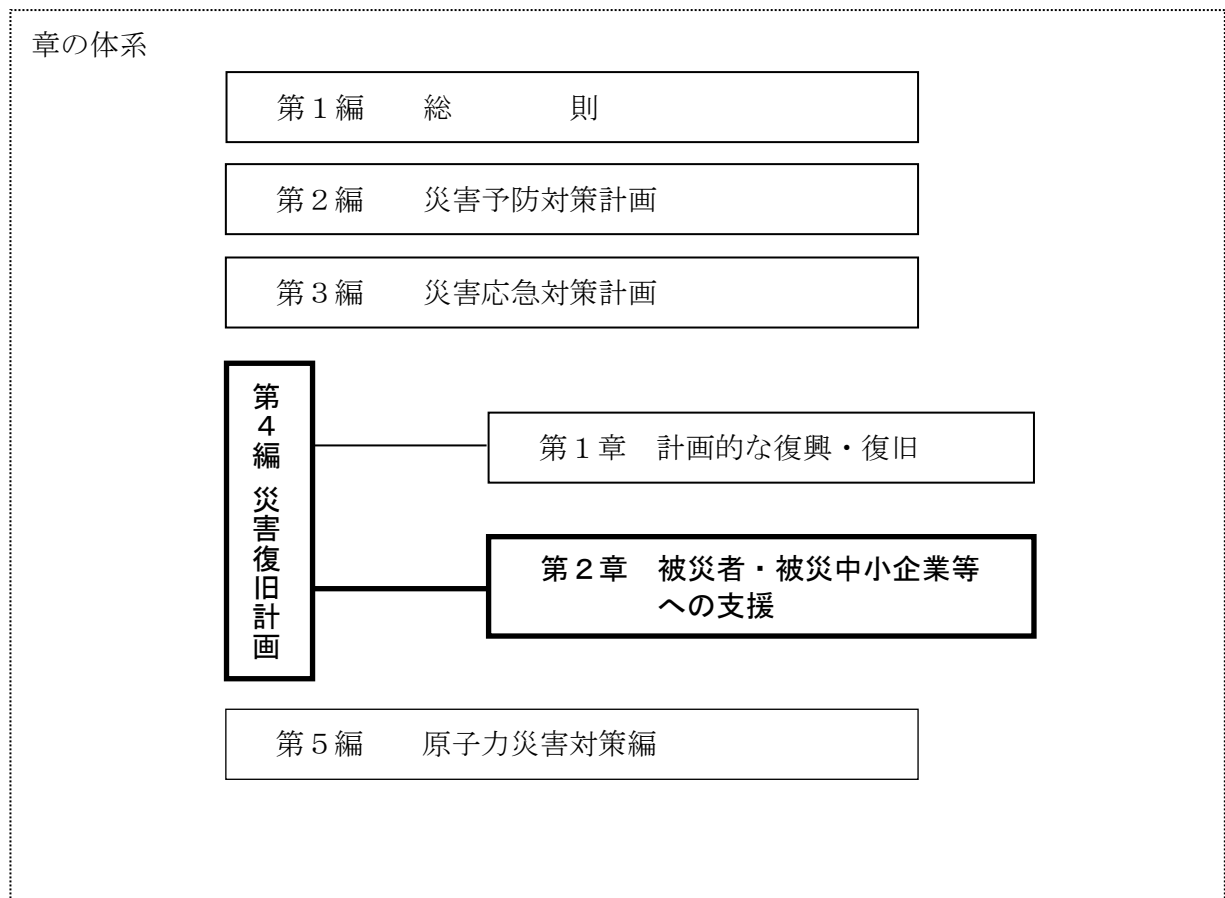 章の体系
第１編　　総　　　　則
第２編　　災害予防対策計画
第３編　　災害応急対策計画
第４編 災害復旧計画
第１章　計画的な復興・復旧
第２章　被災者・被災中小企業等
への支援
第５編　　原子力災害対策編